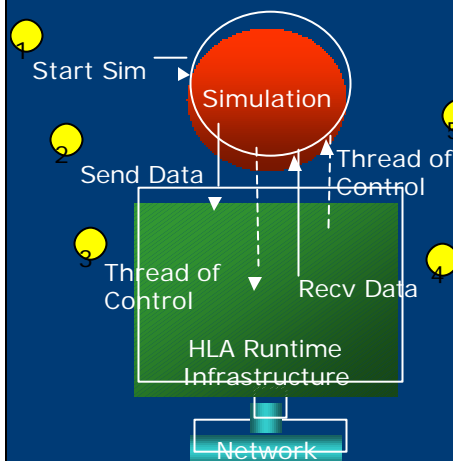 1
Start Sim
Simulation
2
Send Data
5
Thread of
Control
3
Thread of
Control
4
Recv Data
HLA Runtime
Infrastructure
Network